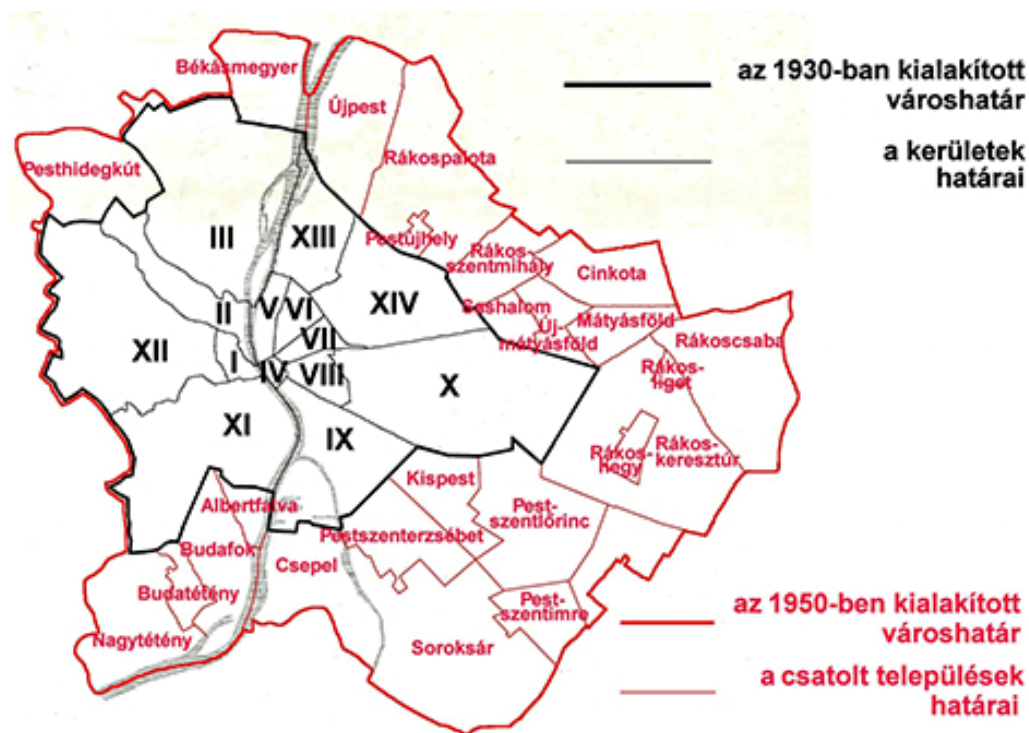 Békásmegyer
az 1930-ban kialakított
városhatár
Újpest
a kerületek
határai
Pesthidegkút
Rákospalota
III
XIII
Pestújhely
Rákos-
szentmihály
Cinkota
II
V
VI
XIV
Sashalom
Új-
mátyásföld
Mátyásföld
Rákoscsaba
XII
I
IV
VII
VIII
X
Rákos-
liget
XI
IX
Rákos-
hegy
Rákos-
keresztúr
Kispest
Albertfalva
Pest-
szentlőrinc
Budafok
Csepel
Pestszenterzsébet
Budatétény
Pest-
szentimre
az 1950-ben kialakított
városhatár
Nagytétény
Soroksár
a csatolt települések
határai